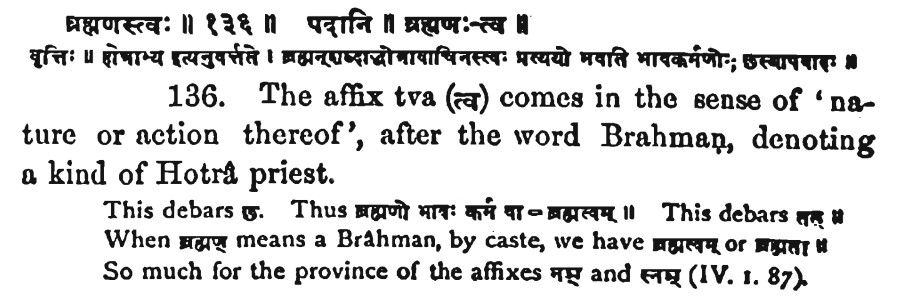 ब्रह्मणस्त्वः ॥ १३६ ॥ पदानि ॥ ब्रह्मणः-त्व ॥
वृत्तिः ॥ होत्राभ्य इत्यनुवर्त्तते । ब्रह्मन्शब्दाद्धोत्रावाचिनस्त्वः प्रत्ययो भवति भावकर्मणोः; छस्यापवादः ॥
136. The affix tva (त्व) comes in the sense of ‘na-
ture or action thereof’, after the word Brahmaṇ, denoting
a kind of Hotrâ priest.
This debars छ. Thus ब्रह्मणो भावः कर्म वा - ब्रह्मत्वम् ॥ This debars तल् ॥
When ब्रह्मण् means a Brâhman, by caste, we have ब्रह्मत्वम् or ब्रह्मता ॥
So much for the province of the affixes नञ् and स्नञ् (IV. 1. 87).